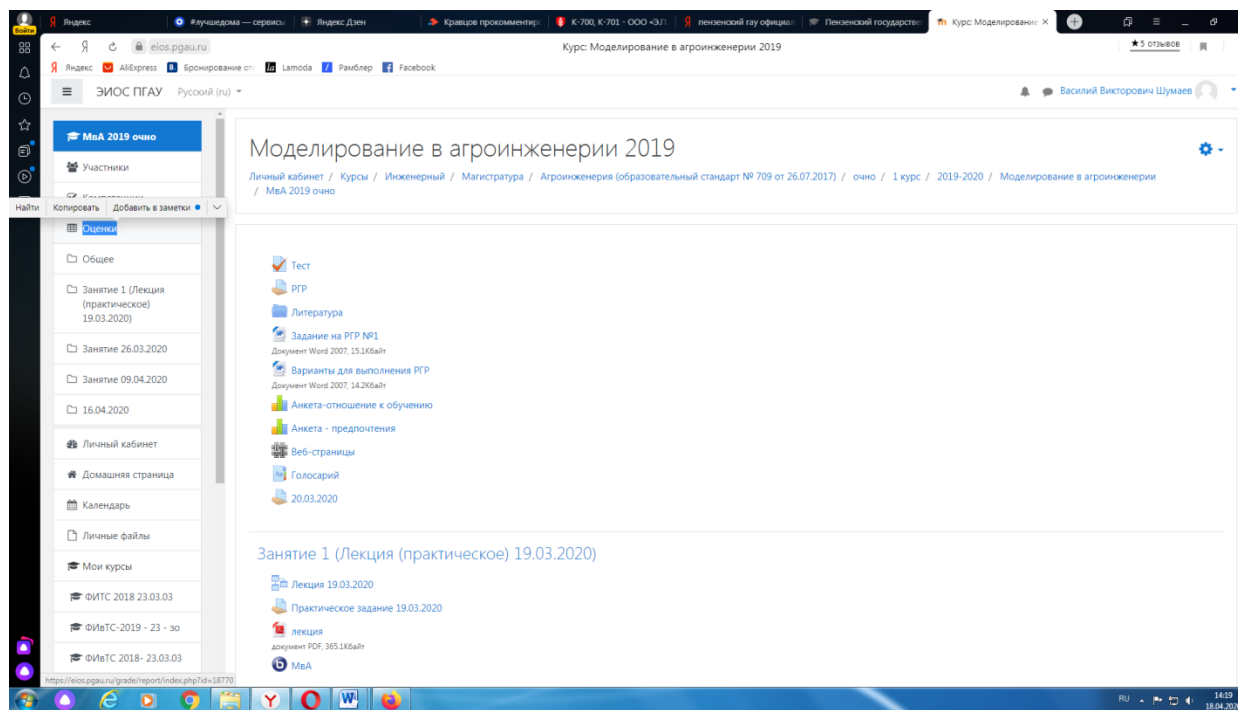 Войти
Яндекс
#лучшедома — сервисы
Яндекс Дзен
Кравцов прокомментир
К-700, К-701 - ООО «Э.П.
пензенский гау официал
Пензенский государстве
Курс: Моделирование
eios.pgau.ru
Курс: Моделирование в агроинженерии 2019
★5 отзывов
Яндекс
AliExpress
Бронирование от
Lamoda
Рамблер
Facebook
ЭИОС ПГАУ
Русский (ru)
Василий Викторович Шумаев
МвА 2019 очно
Участники
Найти
Копировать
Добавить в заметки
Оценки
Общее
Занятие 1 (Лекция
(практическое)
19.03.2020)
Занятие 26.03.2020
Занятие 09.04.2020
16.04.2020
Личный кабинет
Домашняя страница
Календарь
Личные файлы
Мои курсы
ФИТС 2018 23.03.03
ФИвТС-2019 - 23 - зо
ФИвТС 2018- 23.03.03
Моделирование в агроинженерии 2019
Личный кабинет / Курсы / Инженерный / Магистратура / Агроинженерия (образовательный стандарт № 709 от 26.07.2017) / очно / 1 курс / 2019-2020 / Моделирование в агроинженерии
/ МвА 2019 очно
Тест
РГР
Литература
Задание на РГР №1
Документ Word 2007, 15.1Кбайт
Варианты для выполнения РГР
Документ Word 2007, 14.2Кбайт
Анкета-отношение к обучению
Анкета - предпочтения
Веб-страницы
Голосарий
20.03.2020
Занятие 1 (Лекция (практическое) 19.03.2020)
Лекция 19.03.2020
Практическое задание 19.03.2020
лекция
документ PDF, 365.1Кбайт
МвА
https://eios.pgau.ru/grade/report/index.php?id=18770
RU
14:19
18.04.202